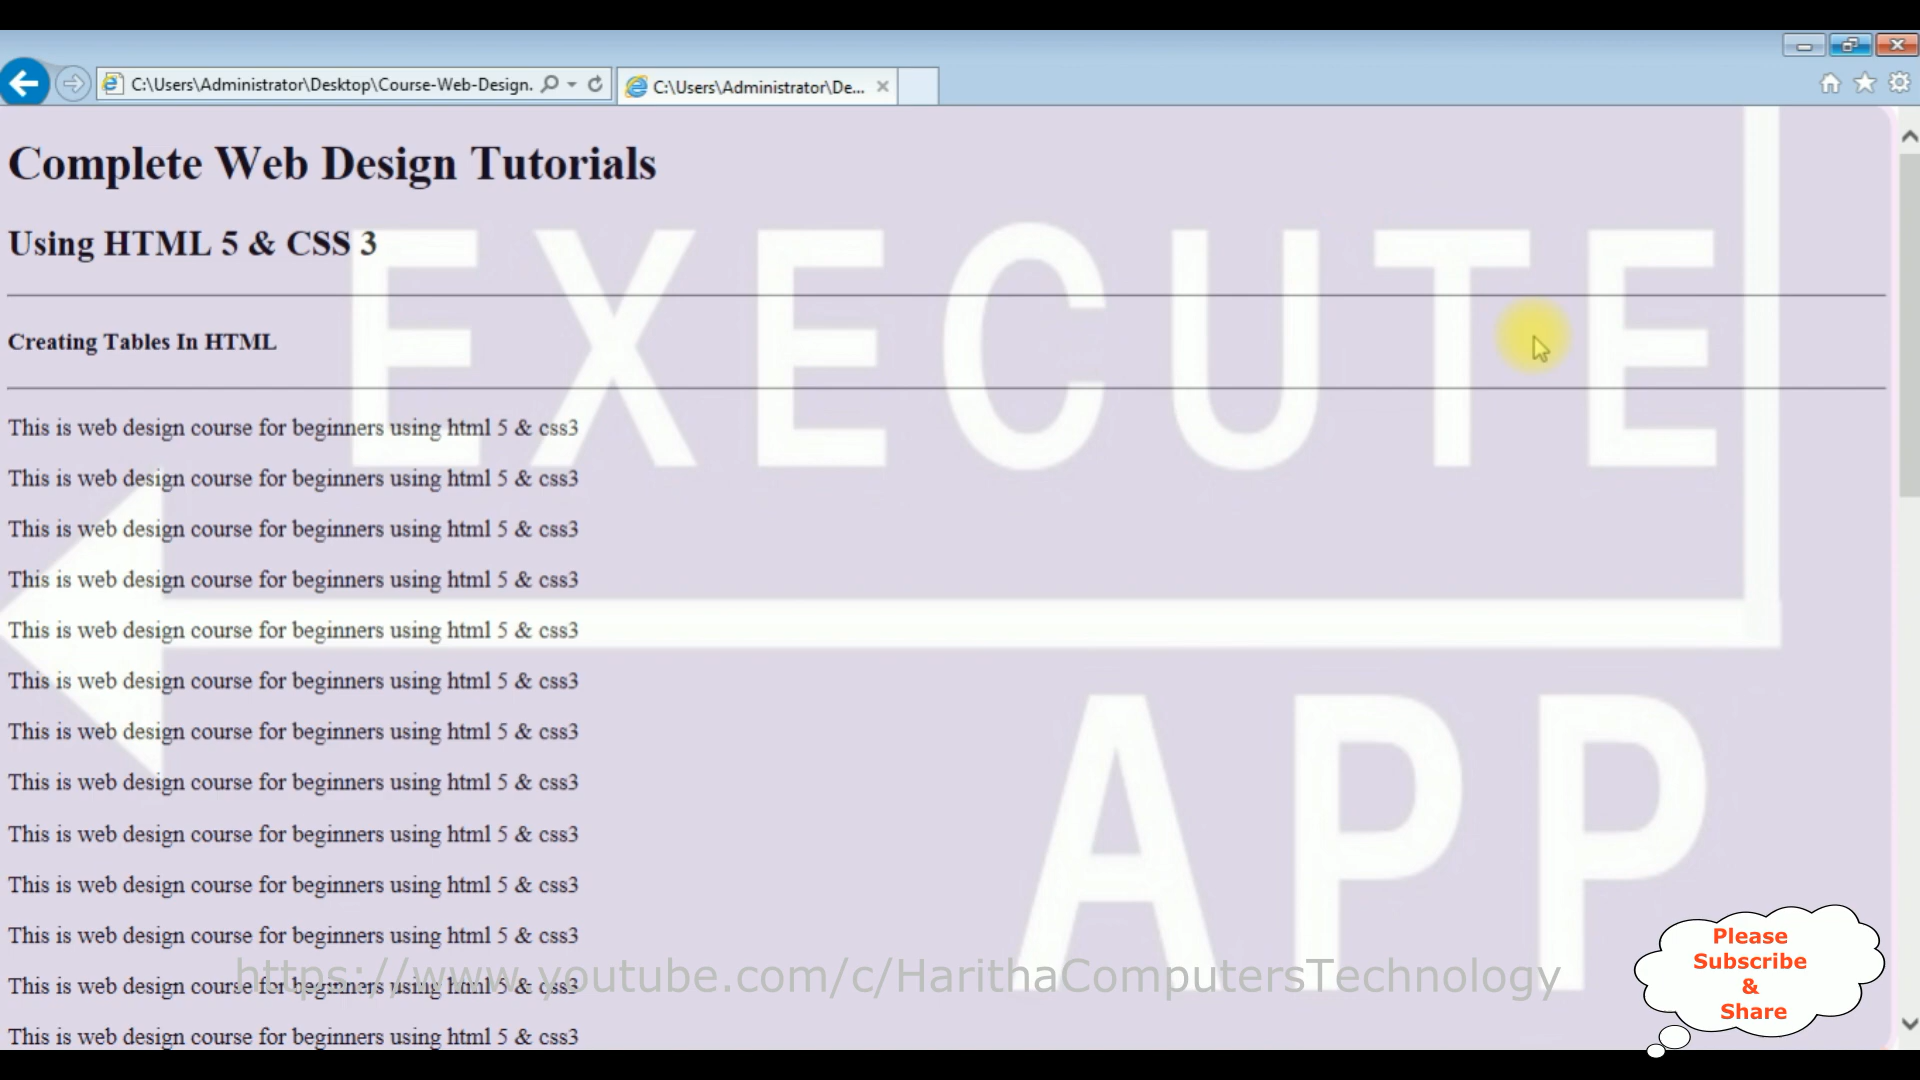 C:\Users\Administrator\Desktop\Course-Web-Design.
C:\Users\Administrator\De...
Complete Web Design Tutorials
Using HTML 5 & CSS 3
Creating Tables In HTML
EXECUTE
This is web design course for beginners using html 5 & css3
This is web design course for beginners using html 5 & css3
This is web design course for beginners using html 5 & css3
This is web design course for beginners using html 5 & css3
This is web design course for beginners using html 5 & css3
This is web design course for beginners using html 5 & css3
This is web design course for beginners using html 5 & css3
This is web design course for beginners using html 5 & css3
This is web design course for beginners using html 5 & css3
This is web design course for beginners using html 5 & css3
This is web design course for beginners using html 5 & css3
This is web design course for beginners using html 5 & css3
This is web design course for beginners using html 5 & css3
APP
https://www.youtube.com/c/HarithaComputersTechnology
Please
Subscribe
&
Share